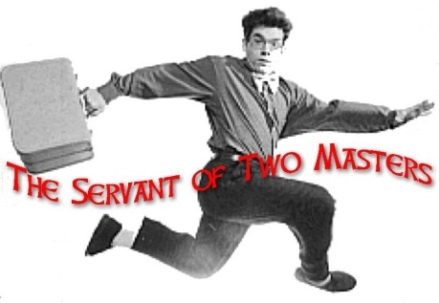 The Servant of Two Masters